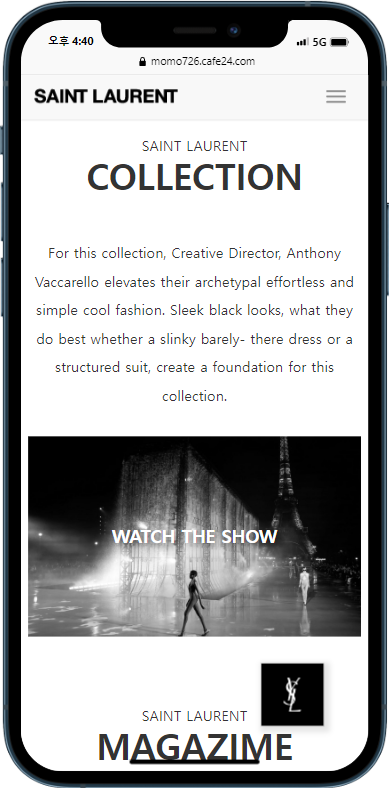 오후 4:40
5G
momo726.cafe24.com
SAINT LAURENT
SAINT LAURENT
COLLECTION
For this collection, Creative Director, Anthony
Vaccarello elevates their archetypal effortless and
simple cool fashion. Sleek black looks, what they
do best whether a slinky barely- there dress or a
structured suit, create a foundation for this
collection.
WATCH THE SHOW
YSL
SAINT LAURENT
MAGAZIME